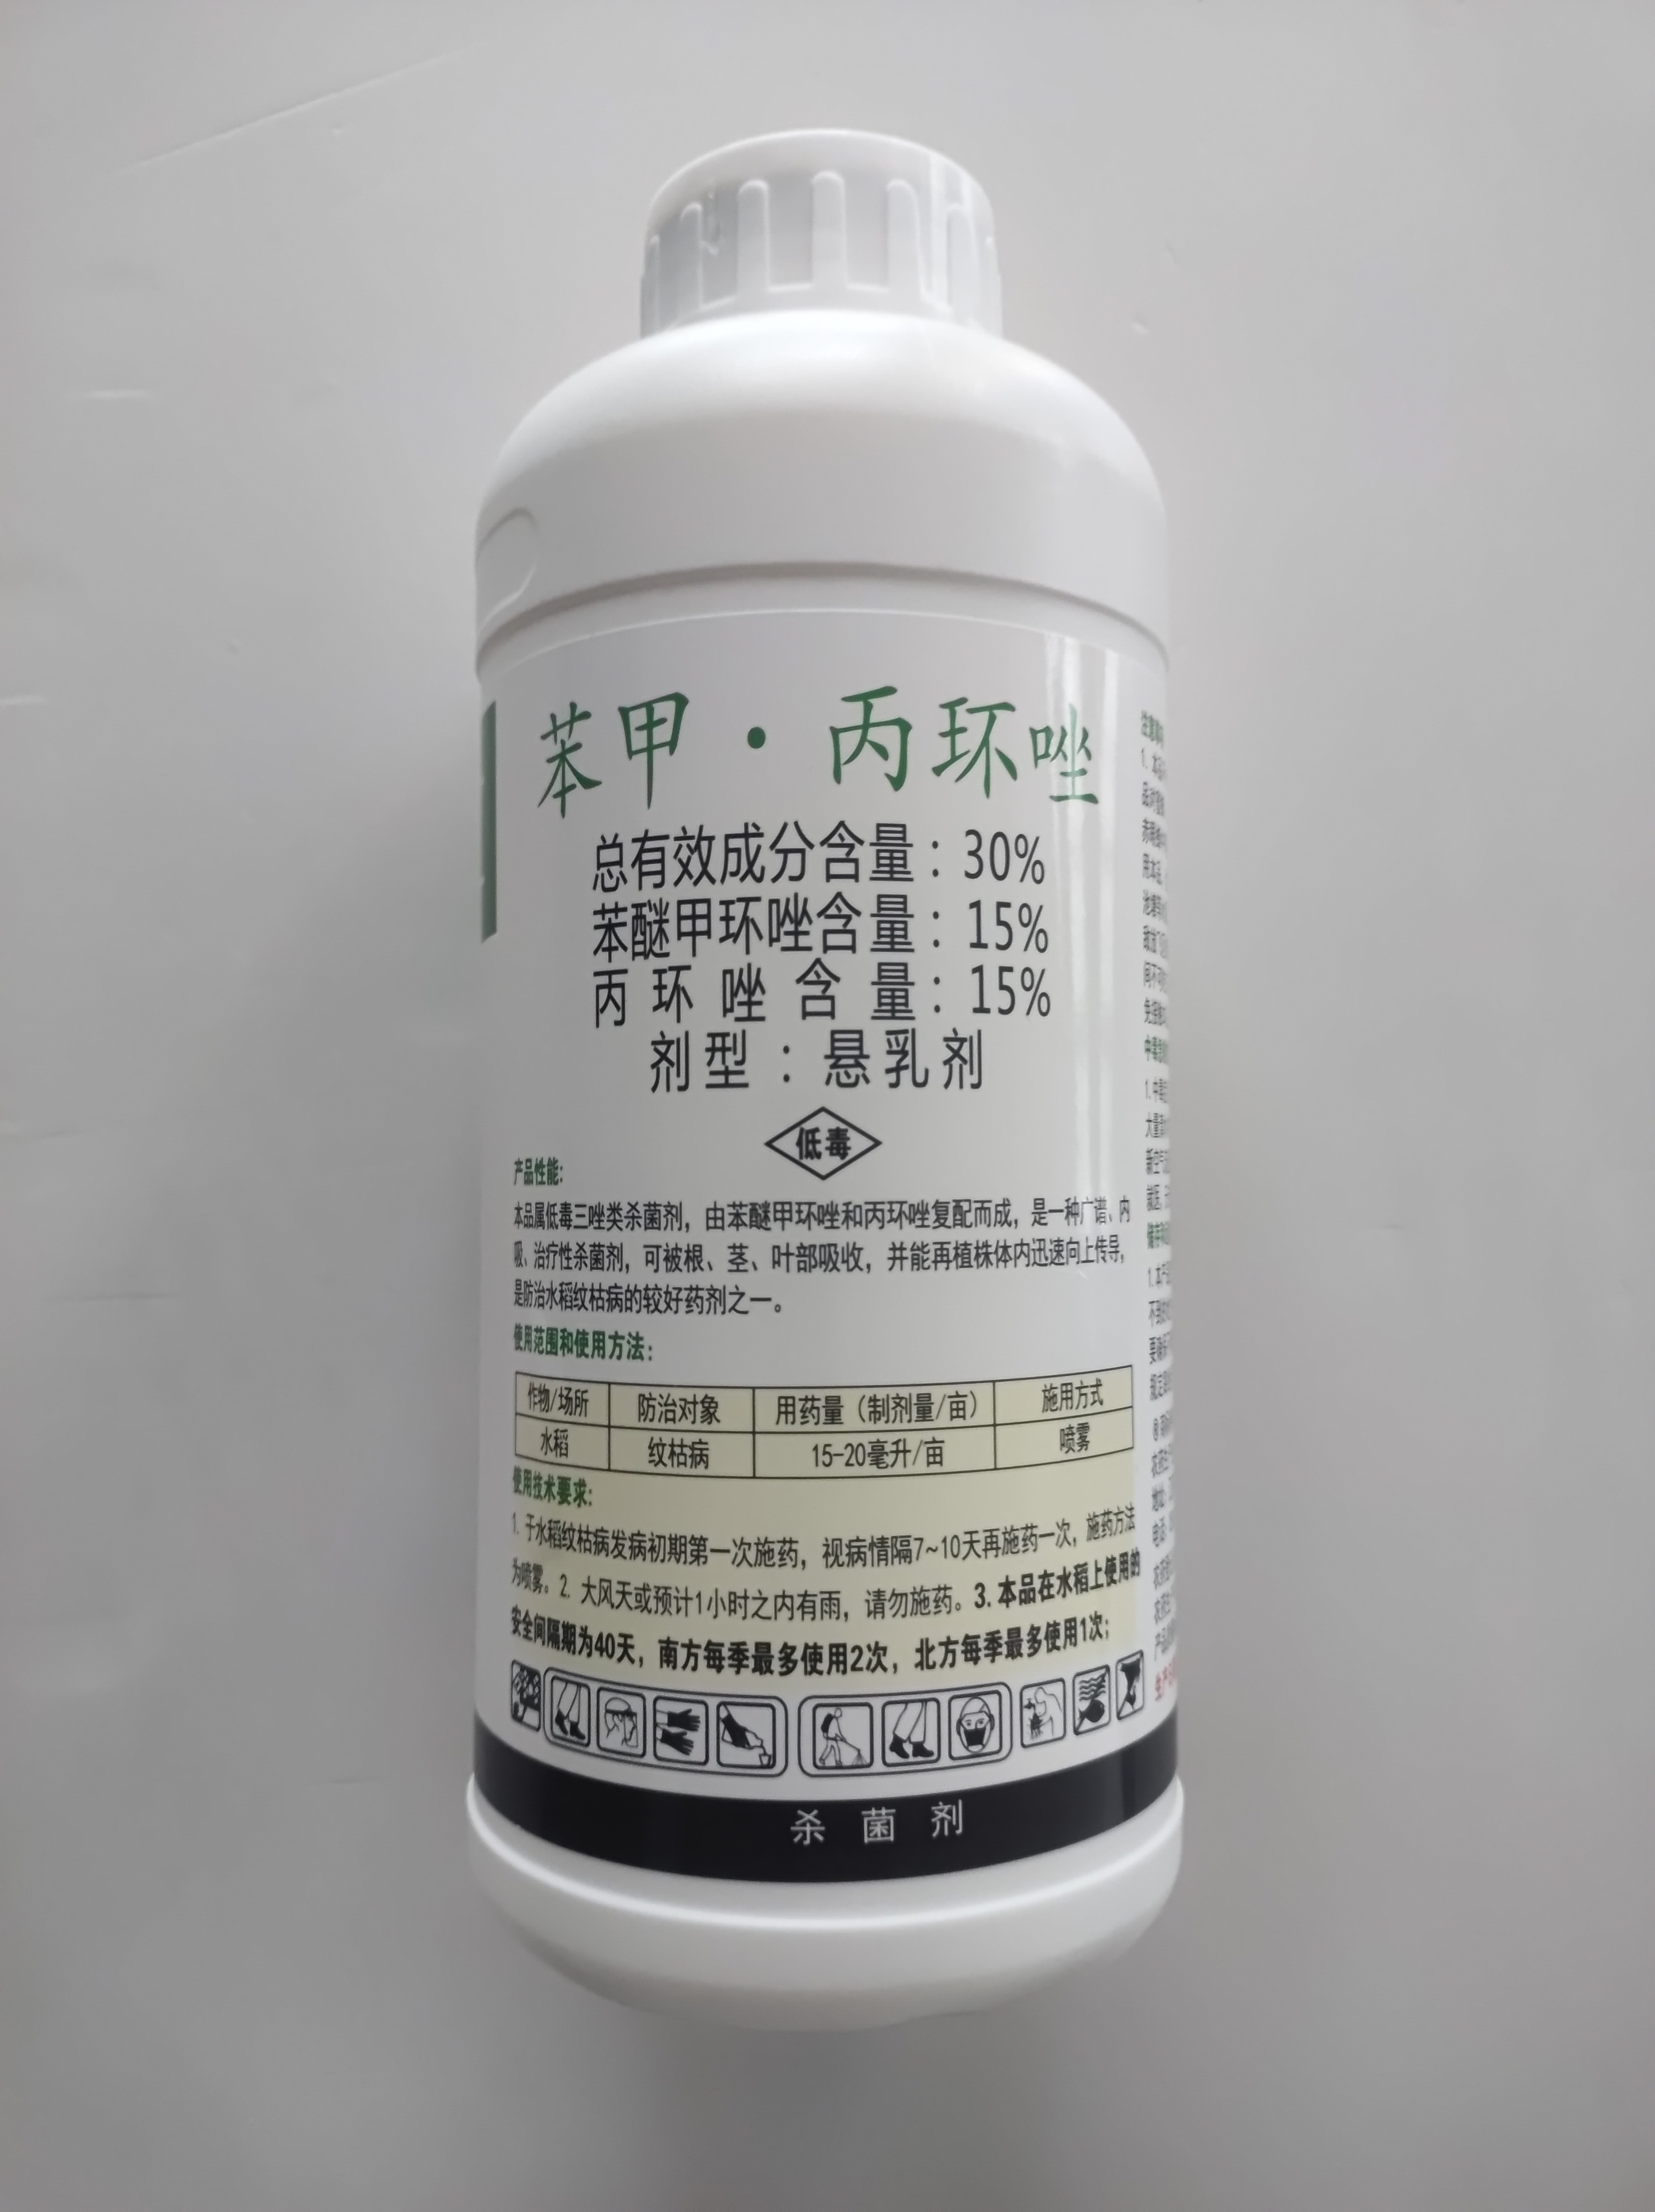 苯甲·丙环唑
总有效成分含量：30%
苯醚甲环唑含量：15%
丙环唑含量：15%
剂型：悬乳剂
低毒
产品性能：
本品属低毒三唑类杀菌剂，由苯醚甲环唑和丙环唑复配而成，是一种广谱、内
吸、治疗性杀菌剂，可被根、茎、叶部吸收，并能再植株体内迅速向上传导，
是防治水稻纹枯病的较好药剂之一。
使用范围和使用方法：
作物/场所 防治对象 用药量（制剂量/亩） 施用方式
水稻 纹枯病 15-20毫升/亩 喷雾
使用技术要求：
1. 于水稻纹枯病发病初期第一次施药，视病情隔7~10天再施药一次，施药方法
为喷雾。2. 大风天或预计1小时之内有雨，请勿施药。3.本品在水稻上使用的
安全间隔期为40天，南方每季最多使用2次，北方每季最多使用1次；
杀菌剂